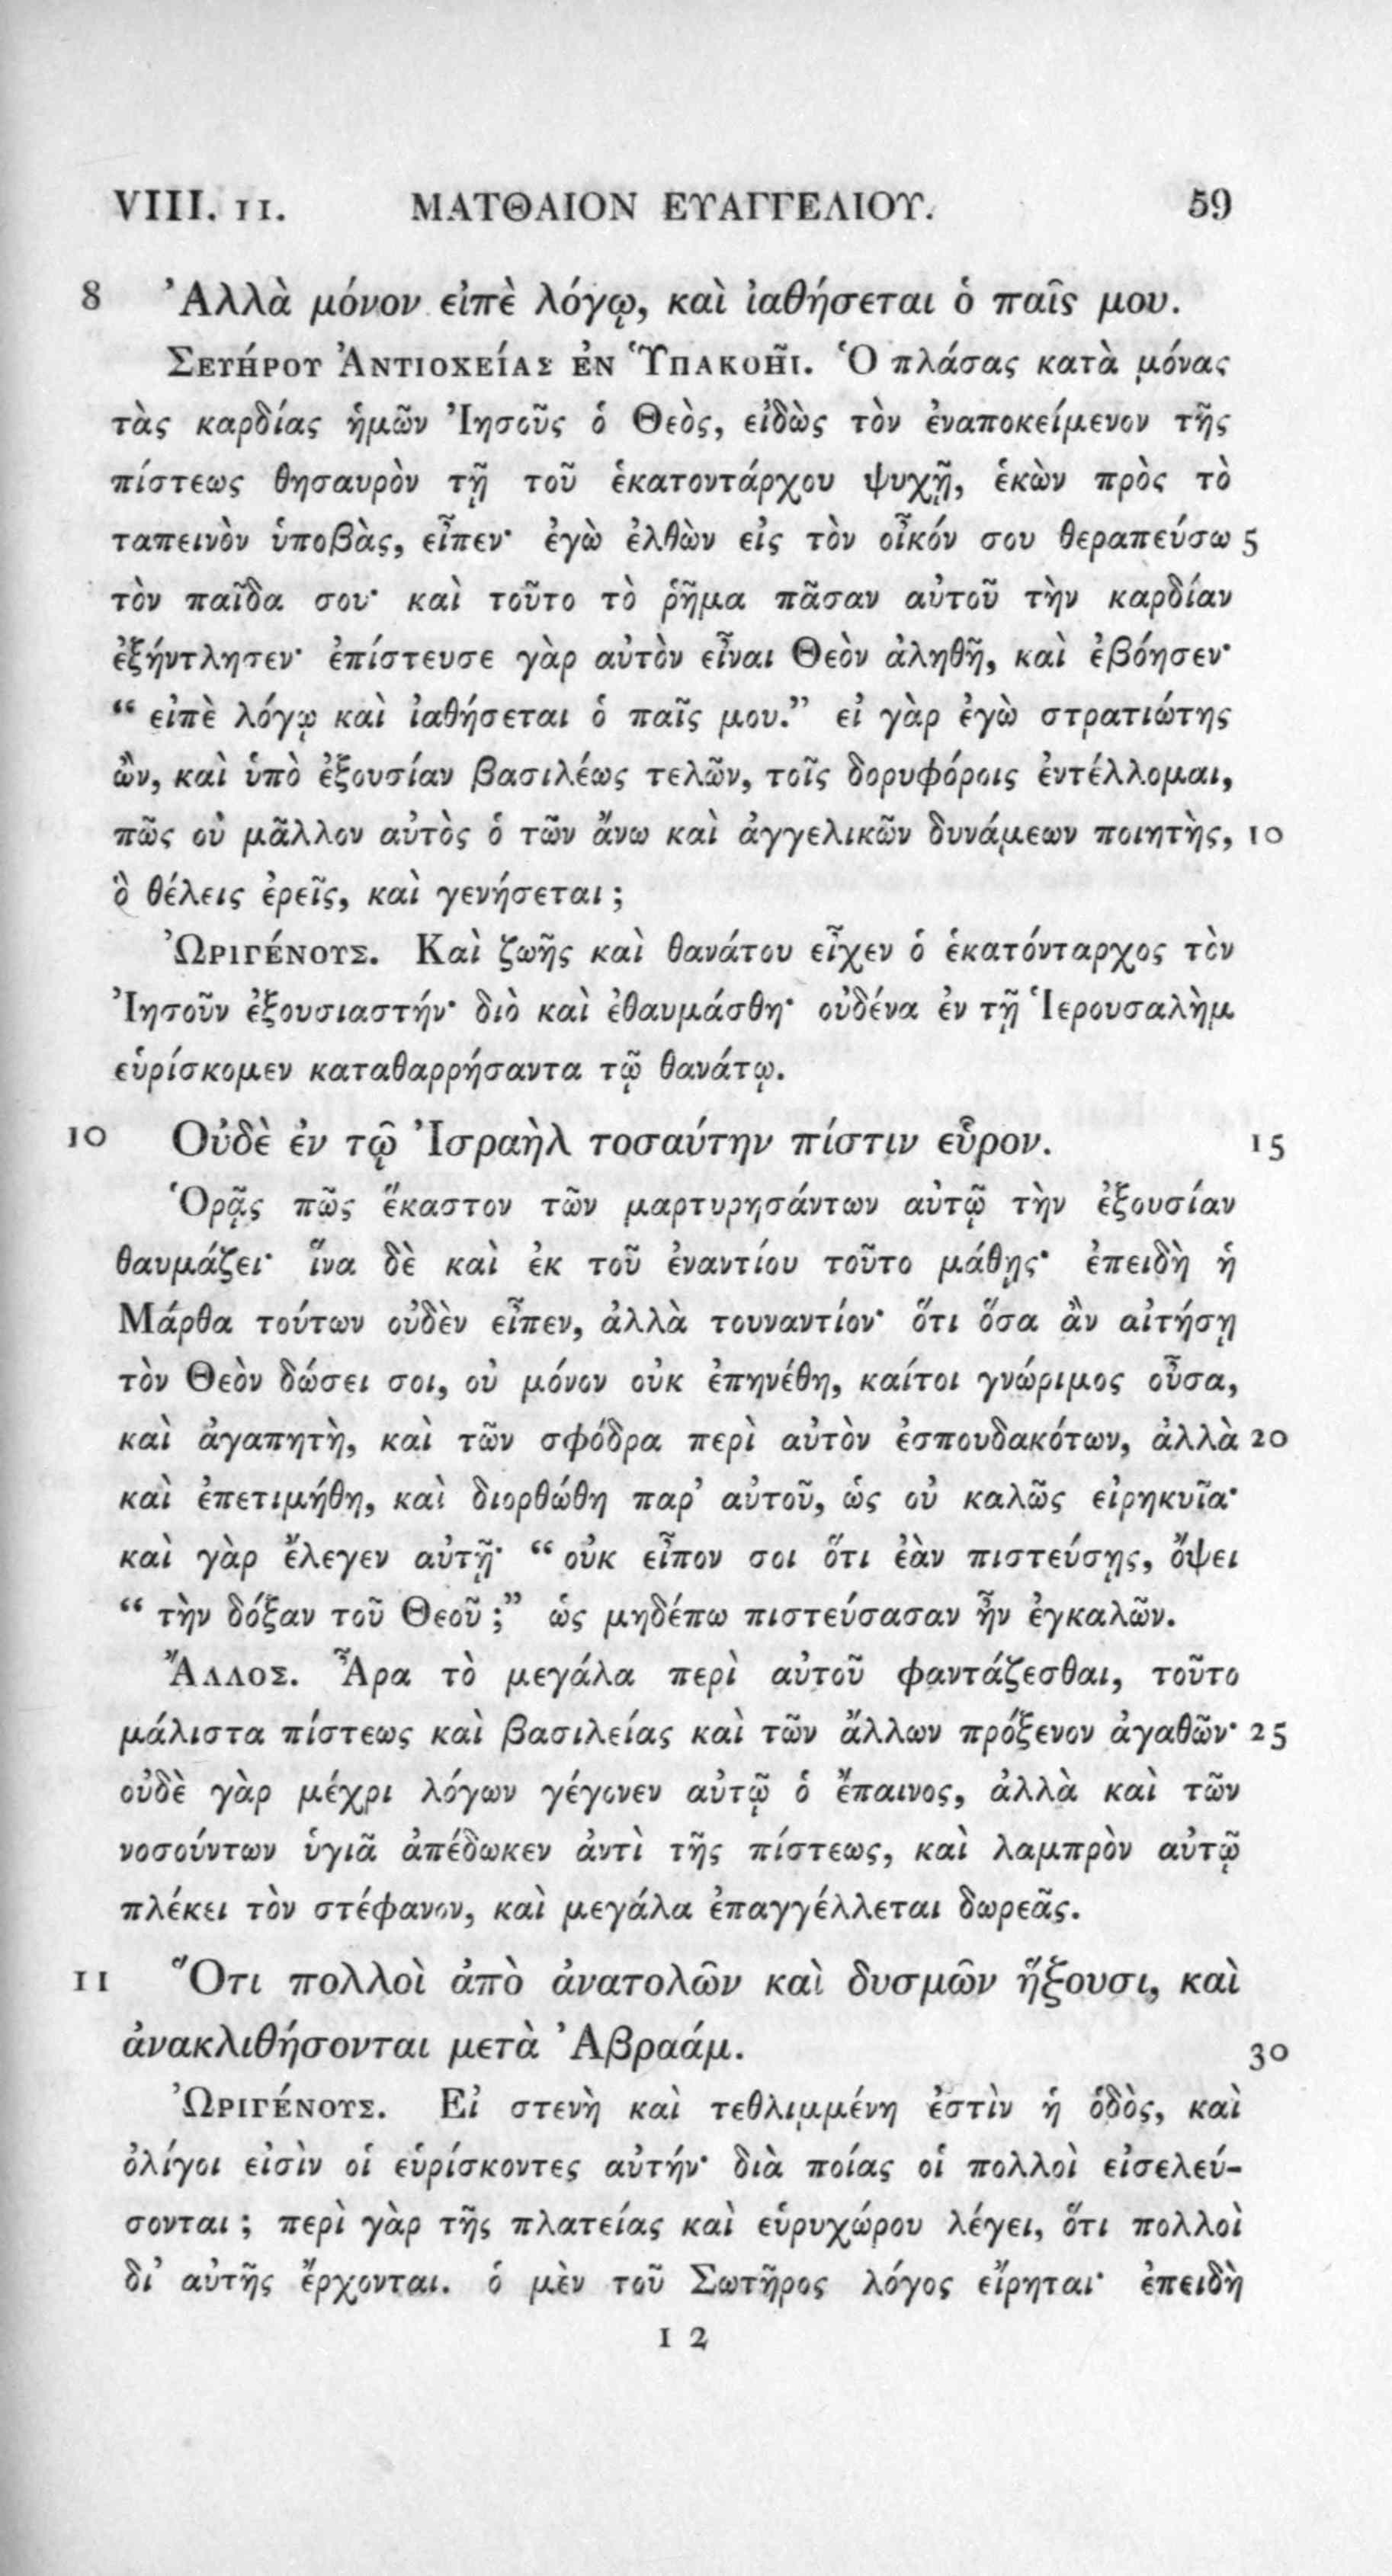 VIII. 11. ΜΑΤΘΑΙΟΝ ΕΥΑΓΓΕΛΙΟΥ. 59
8 Ἀλλὰ μόνον εἰπὲ λόγῳ, καὶ ἰαθήσεται ὁ παῖς μου.
Σευήρου Ἀντιοχείας ἐν Ὑπακοῆι. Ὁ πλάσας κατὰ μόνας
τὰς καρδίας ἡμῶν Ἰησοῦς ὁ Θεὸς, εἰδὼς τὸν ἐναποκείμενον τῆς
πίστεως θησαυρὸν τῇ τοῦ ἑκατοντάρχου ψυχῇ, ἑκὼν πρὸς τὸ
ταπεινὸν ὑποβὰς, εἶπεν· ἐγὼ ἐλθὼν εἰς τὸν οἶκόν σου θεραπεύσω 5
τὸν παῖδα σου· καὶ τοῦτο τὸ ῥῆμα πᾶσαν αὐτοῦ τὴν καρδίαν
ἐξήντλησεν· ἐπίστευσε γὰρ αὐτὸν εἶναι Θεὸν ἀληθῆ, καὶ ἐβόησεν·
“ εἰπὲ λόγῳ καὶ ἰαθήσεται ὁ παῖς μου.” εἰ γὰρ ἐγὼ στρατιώτης
ὢν, καὶ ὑπὸ ἐξουσίαν βασιλέως τελῶν, τοῖς δορυφόροις ἐντέλλομαι,
πῶς οὐ μᾶλλον αὐτὸς ὁ τῶν ἄνω καὶ ἀγγελικῶν δυνάμεων ποιητὴς, 10
ὃ θέλεις ἐρεῖς, καὶ γενήσεται ;
Ὠριγένους. Καὶ ζωῆς καὶ θανάτου εἶχεν ὁ ἑκατόνταρχος τὸν
Ἰησοῦν ἐξουσιαστήν· διὸ καὶ ἐθαυμάσθη· οὐδένα ἐν τῇ Ἱερουσαλὴμ
εὑρίσκομεν καταθαρρήσαντα τῷ θανάτῳ.
10 Οὐδὲ ἐν τῷ Ἰσραὴλ τοσαύτην πίστιν εὗρον. 15
Ὁρᾷς πῶς ἕκαστον τῶν μαρτυρησάντων αὐτῷ τὴν ἐξουσίαν
θαυμάζει· ἵνα δὲ καὶ ἐκ τοῦ ἐναντίου τοῦτο μάθῃς· ἐπειδὴ ἡ
Μάρθα τούτων οὐδὲν εἶπεν, ἀλλὰ τουναντίον· ὅτι ὅσα ἂν αἰτήσῃ
τὸν Θεὸν δώσει σοι, οὐ μόνον οὐκ ἐπηνέθη, καίτοι γνώριμος οὖσα,
καὶ ἀγαπητὴ, καὶ τῶν σφόδρα περὶ αὐτὸν ἐσπουδακότων, ἀλλὰ 20
καὶ ἐπετιμήθη, καὶ διορθώθη παρ’ αὐτοῦ, ὡς οὐ καλῶς εἰρηκυῖα·
καὶ γὰρ ἔλεγεν αὐτῇ· “ οὐκ εἶπον σοι ὅτι ἐὰν πιστεύσῃς, ὄψει
“ τὴν δόξαν τοῦ Θεοῦ ;” ὡς μηδέπω πιστεύσασαν ἦν ἐγκαλῶν.
Ἄλλος. Ἆρα τὸ μεγάλα περὶ αὐτοῦ φαντάζεσθαι, τοῦτο
μάλιστα πίστεως καὶ βασιλείας καὶ τῶν ἄλλων πρόξενον ἀγαθῶν· 25
οὐδὲ γὰρ μέχρι λόγων γέγονεν αὐτῷ ὁ ἔπαινος, ἀλλὰ καὶ τῶν
νοσούντων ὑγιᾶ ἀπέδωκεν ἀντὶ τῆς πίστεως, καὶ λαμπρὸν αὐτῷ
πλέκει τὸν στέφανον, καὶ μεγάλα ἐπαγγέλλεται δωρεᾶς.
11 Ὅτι πολλοὶ ἀπὸ ἀνατολῶν καὶ δυσμῶν ἥξουσι, καὶ
ἀνακλιθήσονται μετὰ Ἀβραάμ. 30
Ὠριγένους. Εἰ στενὴ καὶ τεθλιμμένη ἐστὶν ἡ ὁδὸς, καὶ
ὀλίγοι εἰσὶν οἱ εὑρίσκοντες αὐτήν· διὰ ποίας οἱ πολλοὶ εἰσελεύ-
σονται ; περὶ γὰρ τῆς πλατείας καὶ εὑρυχώρου λέγει, ὅτι πολλοὶ
δι’ αὐτῆς ἔρχονται. ὁ μὲν τοῦ Σωτῆρος λόγος εἴρηται· ἐπειδὴ
I 2